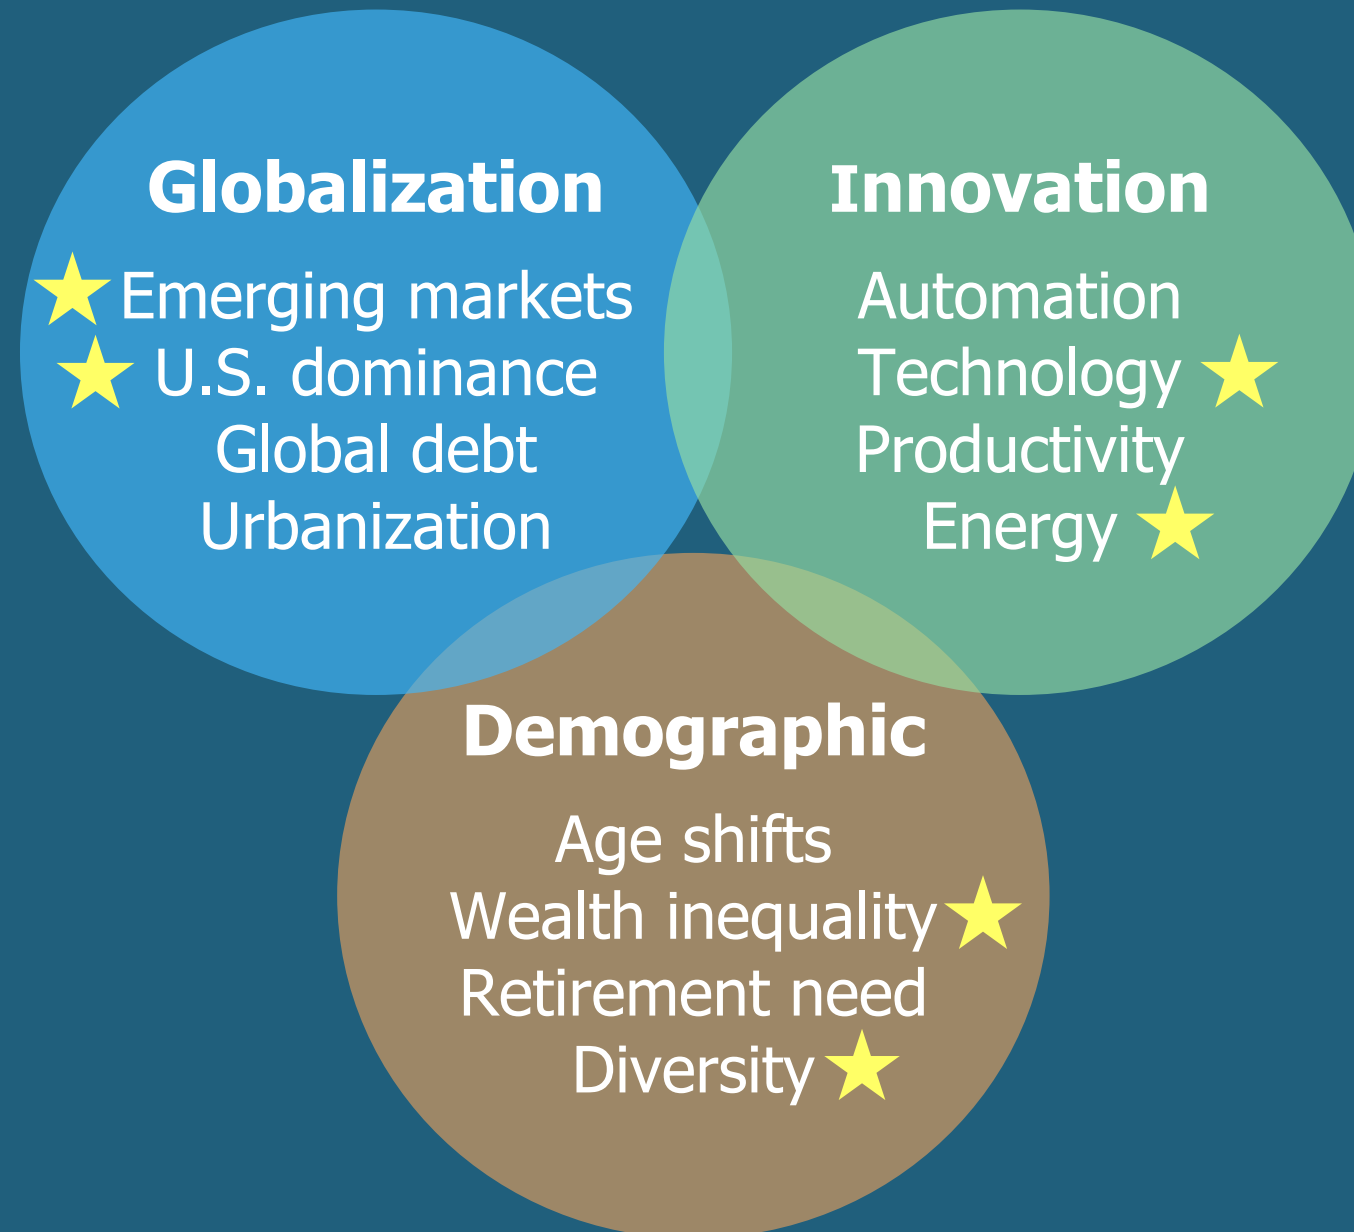 Globalization
Emerging markets
U.S. dominance
Global debt
Urbanization
Innovation
Automation
Technology
Productivity
Energy
Demographic
Age shifts
Wealth inequality
Retirement need
Diversity